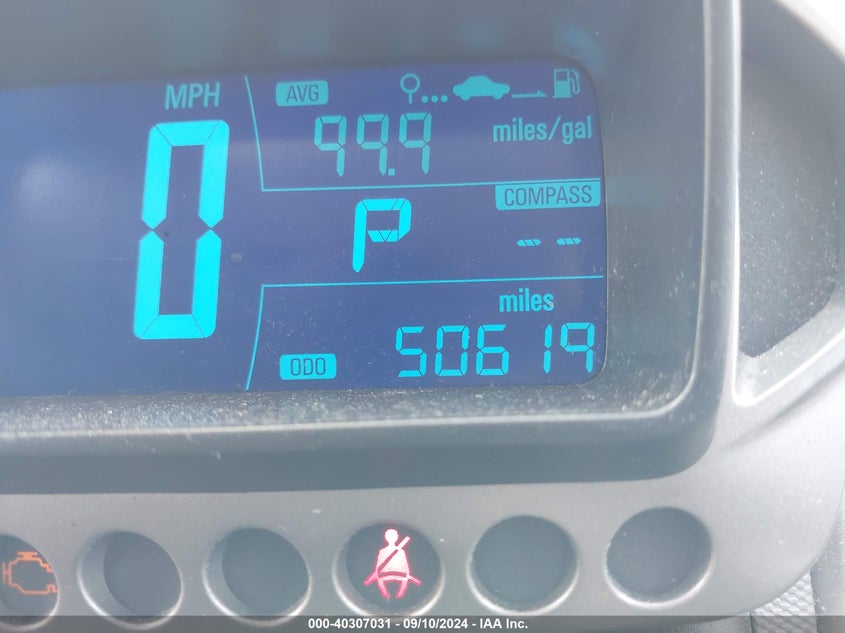 MPH
AVG
99.9 miles/gal
P
COMPASS
--
miles
ODO 50619
000-40307031 - 09/10/2024 - IAA Inc.
0